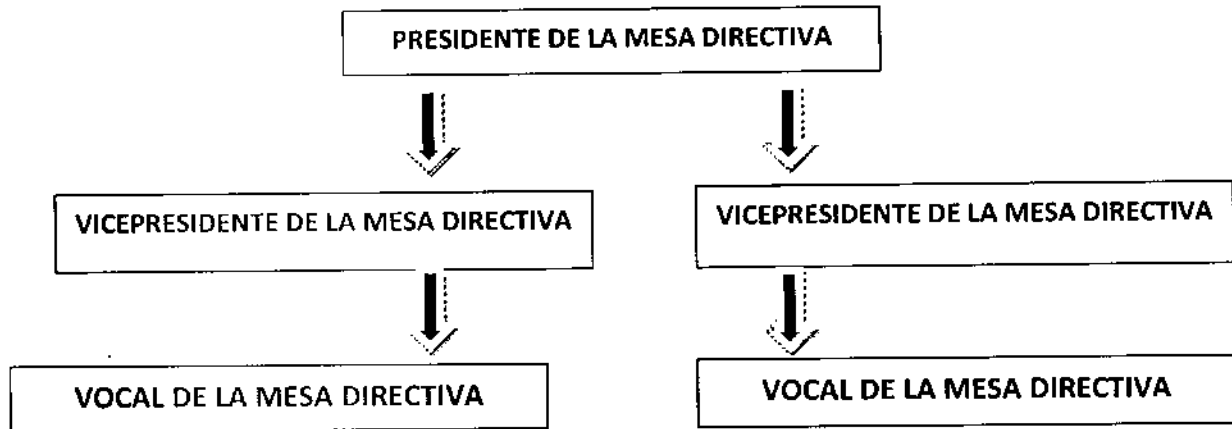 PRESIDENTE DE LA MESA DIRECTIVA
VICEPRESIDENTE DE LA MESA DIRECTIVA
VICEPRESIDENTE DE LA MESA DIRECTIVA
VOCAL DE LA MESA DIRECTIVA
VOCAL DE LA MESA DIRECTIVA